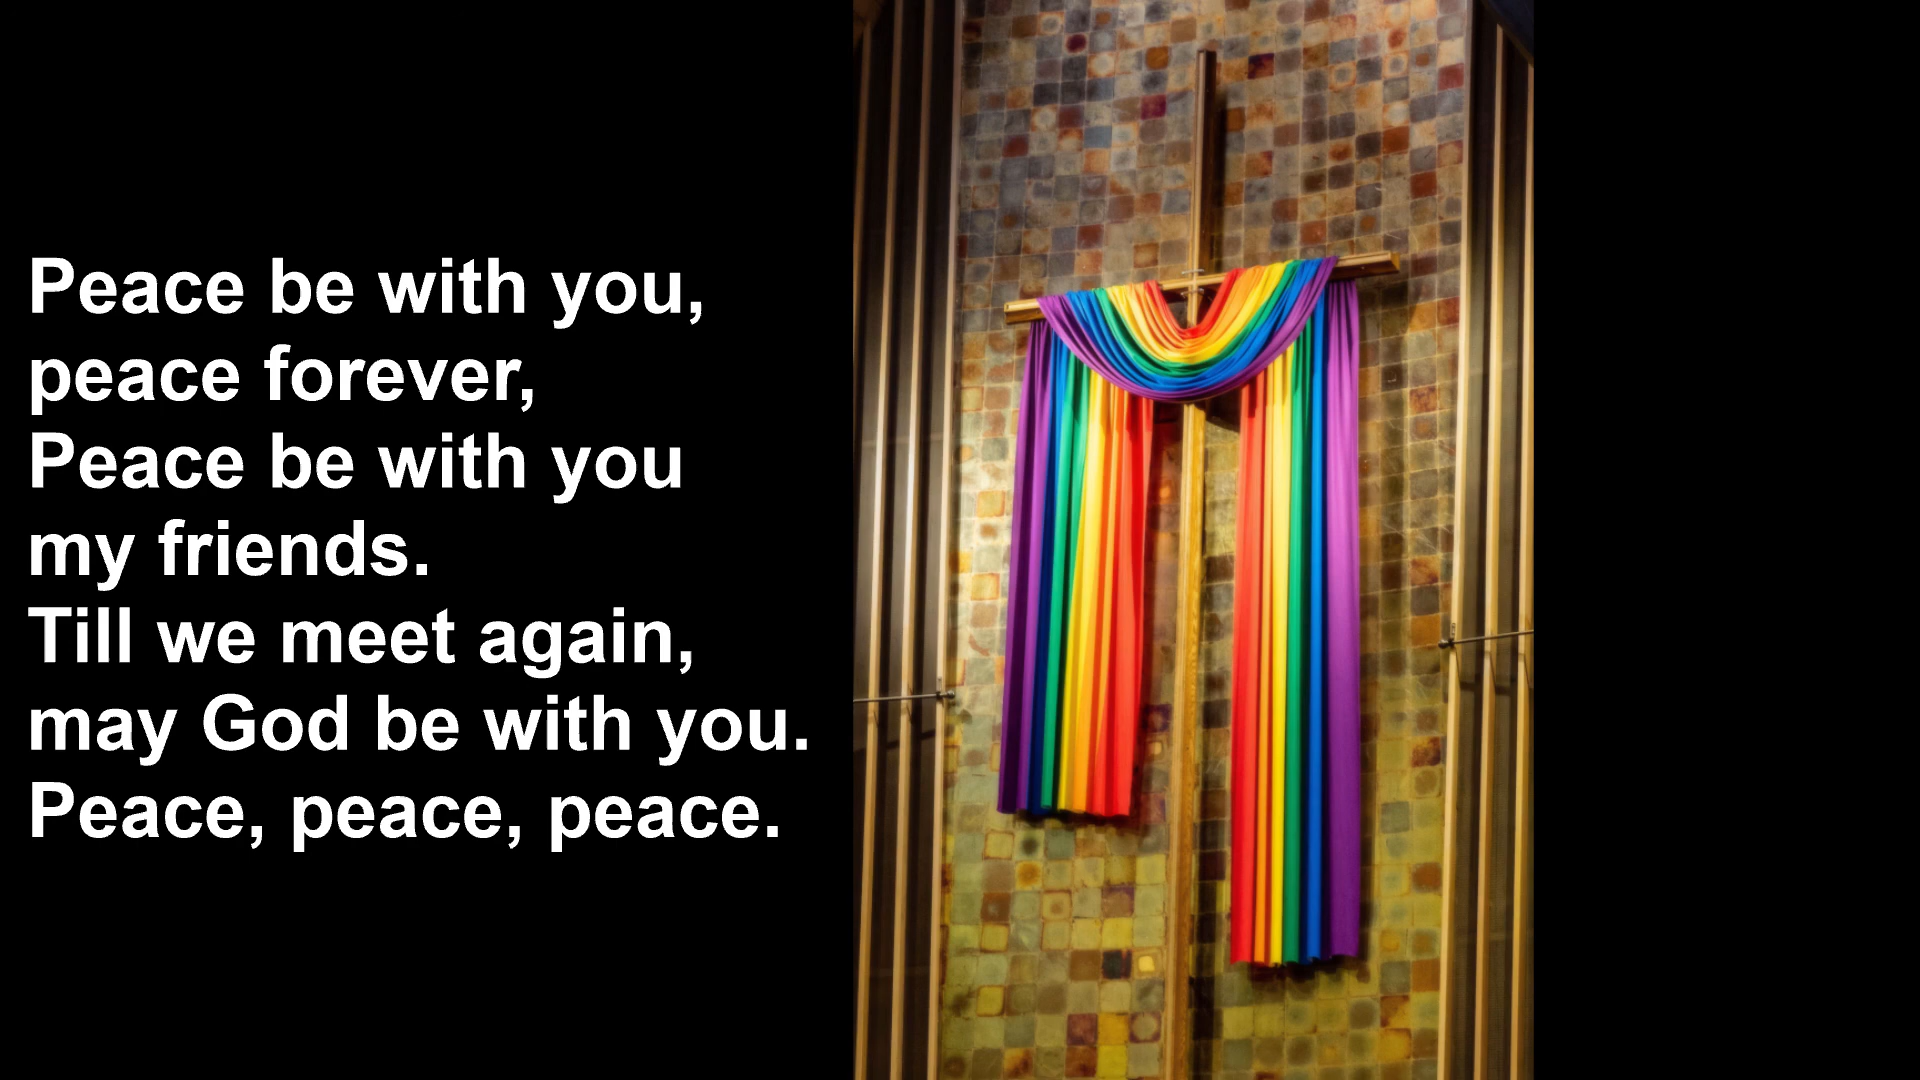 Peace be with you,
peace forever,
Peace be with you
my friends.
Till we meet again,
may God be with you.
Peace, peace, peace.